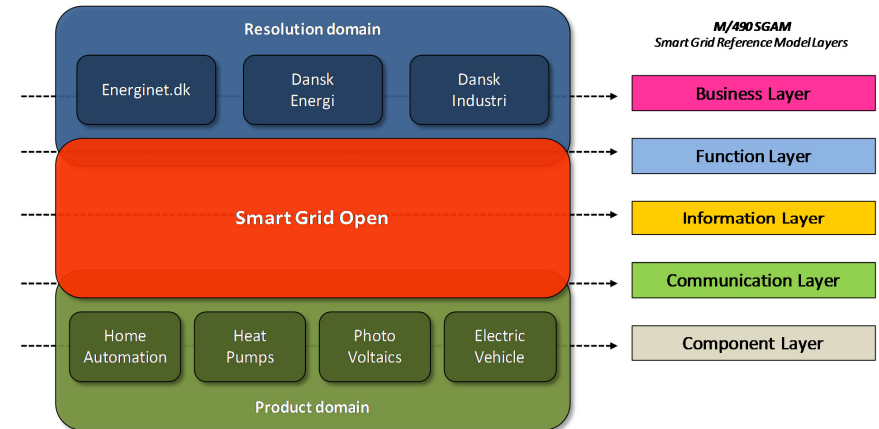 Resolution domain
Energinet.dk
Dansk
Energi
Dansk
Industri
Smart Grid Open
Home
Automation
Heat
Pumps
Photo
Voltaics
Electric
Vehicle
Product domain
M/490 SGAM
Smart Grid Reference Model Layers
Business Layer
Function Layer
Information Layer
Communication Layer
Component Layer